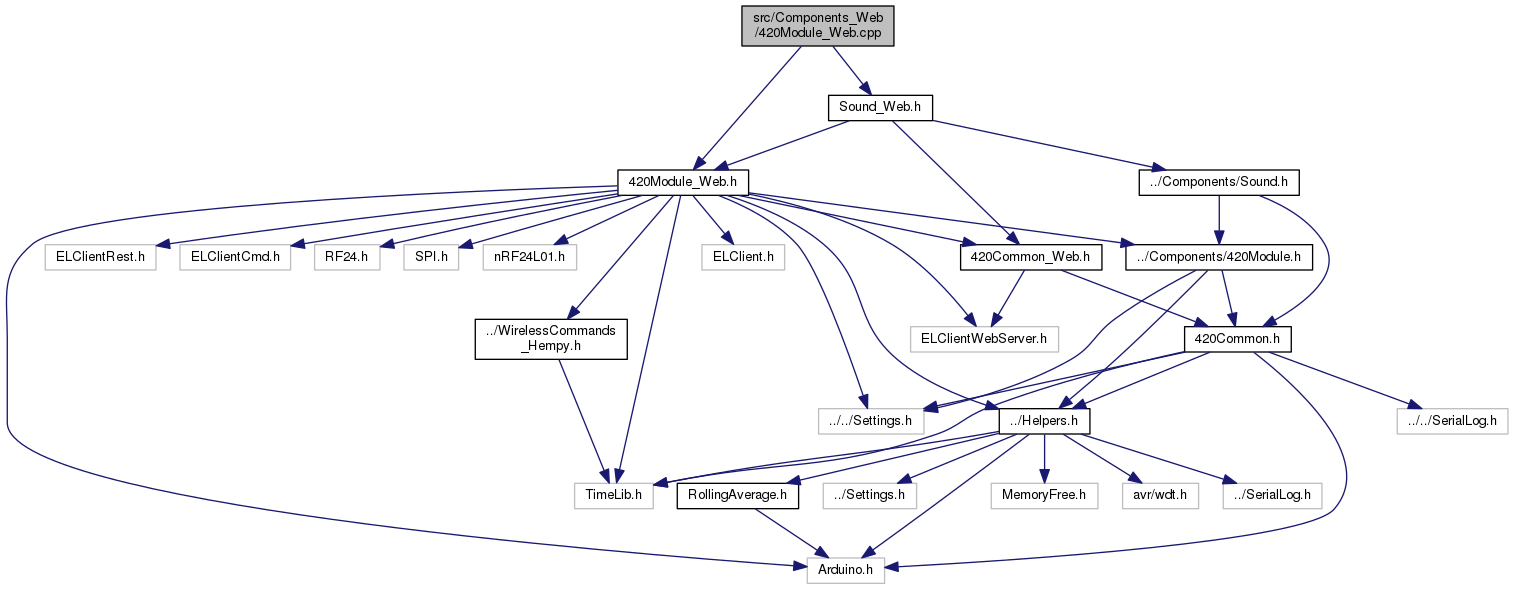 src/Components_Web
/420Module_Web.cpp
Sound_Web.h
420Module_Web.h
../Components/Sound.h
ELClientRest.h
ELClientCmd.h
RF24.h
SPI.h
nRF24L01.h
ELClient.h
420Common_Web.h
../Components/420Module.h
../WirelessCommands
_Hempy.h
ELClientWebServer.h
420Common.h
../../Settings.h
../Helpers.h
../../SerialLog.h
TimeLib.h
RollingAverage.h
../Settings.h
MemoryFree.h
avr/wdt.h
../SerialLog.h
Arduino.h